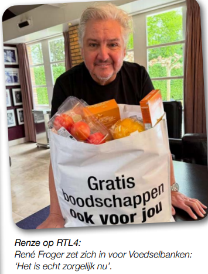 Gratis
boodschappen
ook voor jou
Renze op RTL4:
René Froger zet zich in voor Voedselbanken:
'Het is echt zorgelijk nu'.